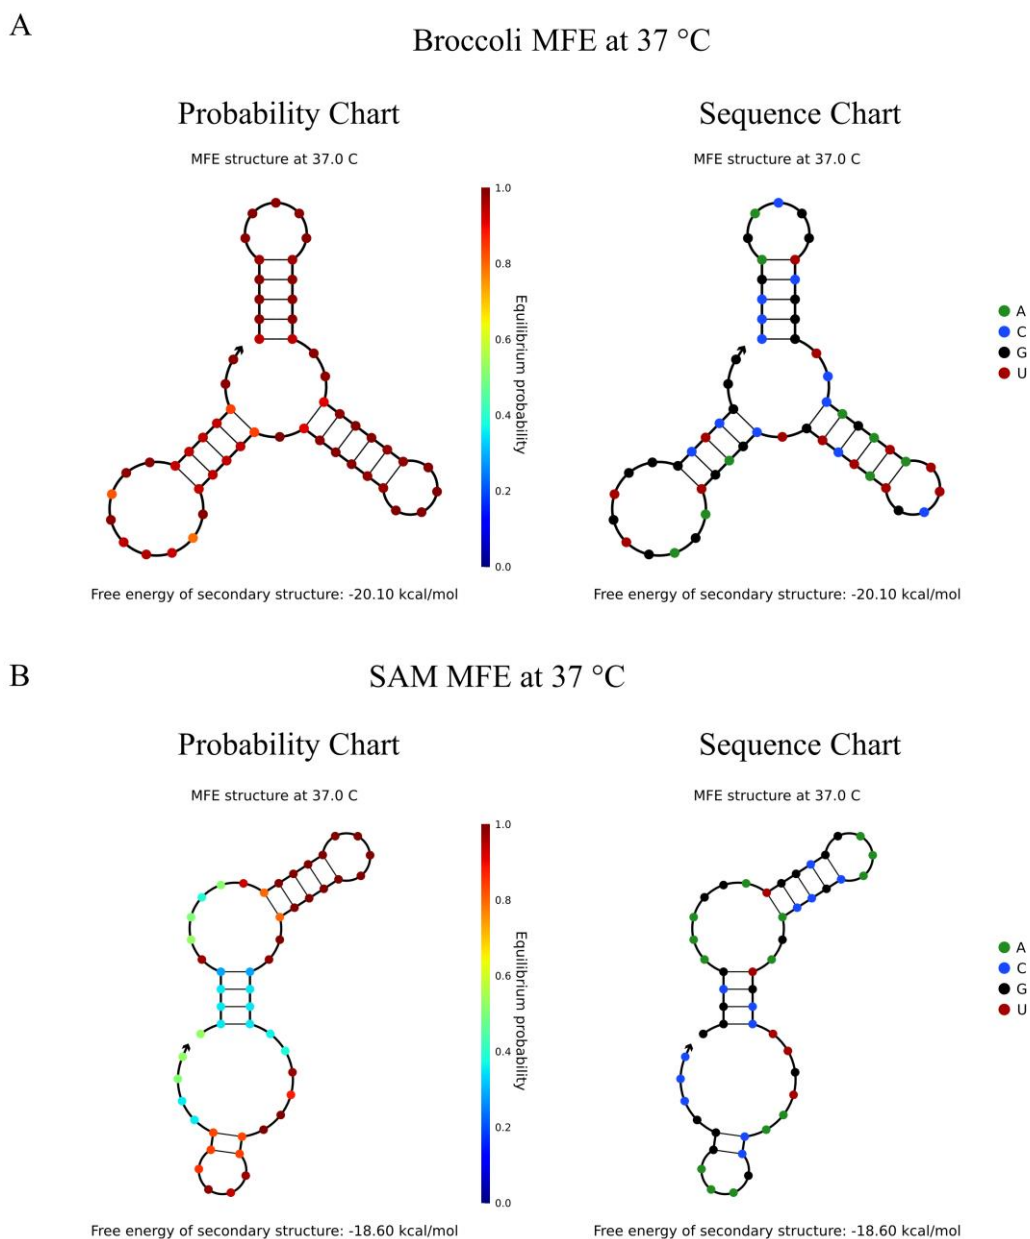 A
Broccoli MFE at 37 °C
Probability Chart
Sequence Chart
MFE structure at 37.0 C
MFE structure at 37.0 C
1.0
0.8
0.6
0.4
0.2
0.0
Equilibrium probability
A
C
G
U
Free energy of secondary structure: -20.10 kcal/mol
Free energy of secondary structure: -20.10 kcal/mol
B
SAM MFE at 37 °C
Probability Chart
Sequence Chart
MFE structure at 37.0 C
MFE structure at 37.0 C
1.0
0.8
0.6
0.4
0.2
0.0
Equilibrium probability
A
C
G
U
Free energy of secondary structure: -18.60 kcal/mol
Free energy of secondary structure: -18.60 kcal/mol